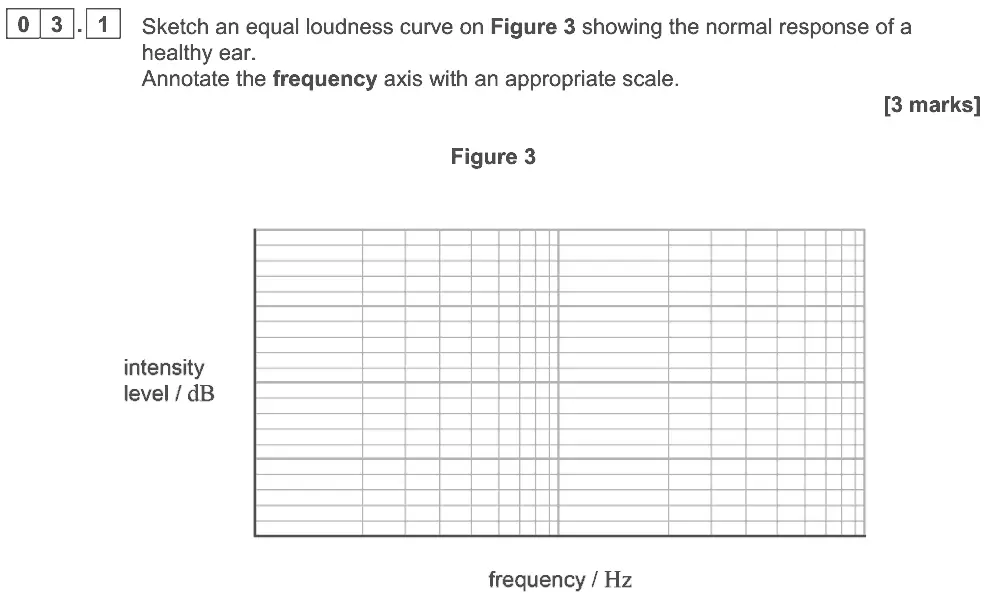 0 3 . 1 Sketch an equal loudness curve on Figure 3 showing the normal response of a
healthy ear.
Annotate the frequency axis with an appropriate scale.
[3 marks]
Figure 3
intensity
level / dB
frequency / Hz